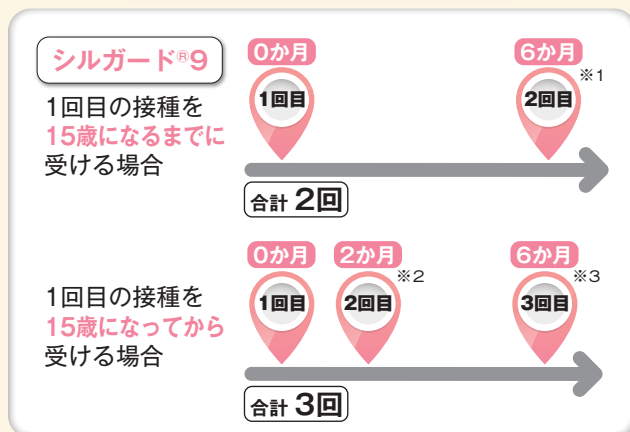 シルガード®9
1回目の接種を
15歳になるまでに
受ける場合
0か月
6か月
1回目
2回目
※1
合計 2回
1回目の接種を
15歳になってから
受ける場合
0か月
2か月
6か月
1回目
2回目
※2
3回目
※3
合計 3回